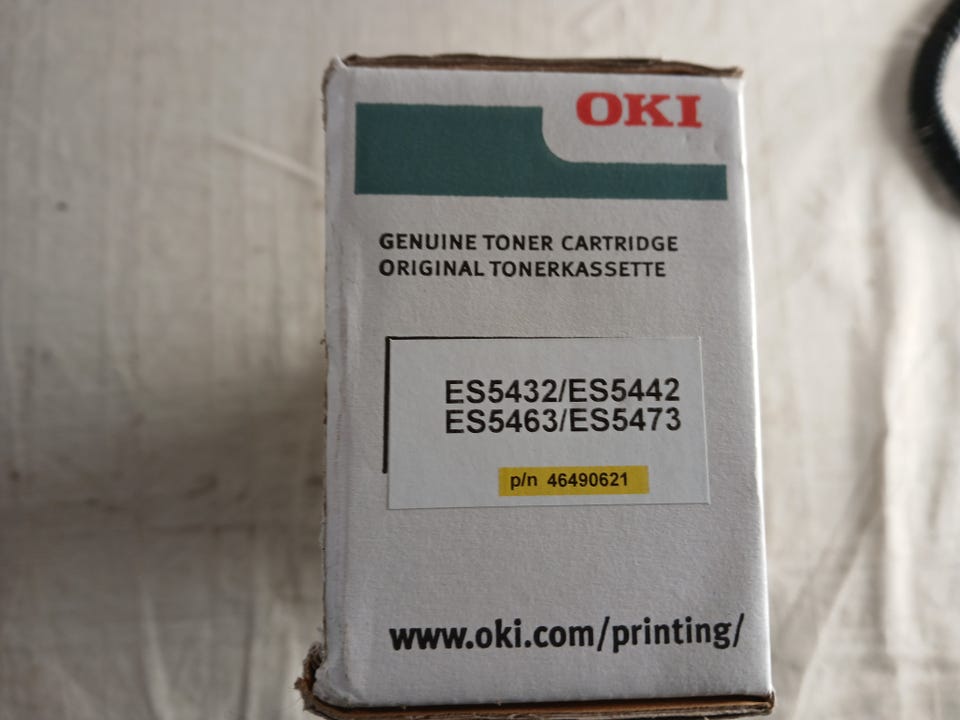 OKI
GENUINE TONER CARTRIDGE
ORIGINAL TONERKASSETTE
ES5432/ES5442
ES5463/ES5473
p/n 46490621
www.oki.com/printing/